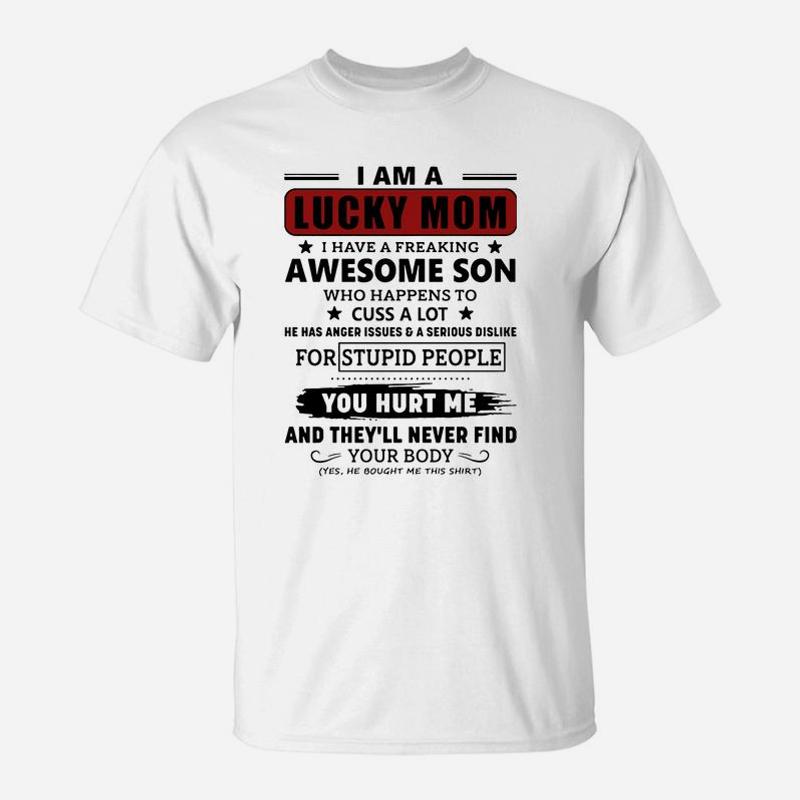 I AM A
LUCKY MOM
★ I HAVE A FREAKING ★
AWESOME SON
WHO HAPPENS TO
★ CUSS A LOT ★
HE HAS ANGER ISSUES & A SERIOUS DISLIKE
FOR STUPID PEOPLE
YOU HURT ME
AND THEY'LL NEVER FIND
YOUR BODY
(YES, HE BOUGHT ME THIS SHIRT)